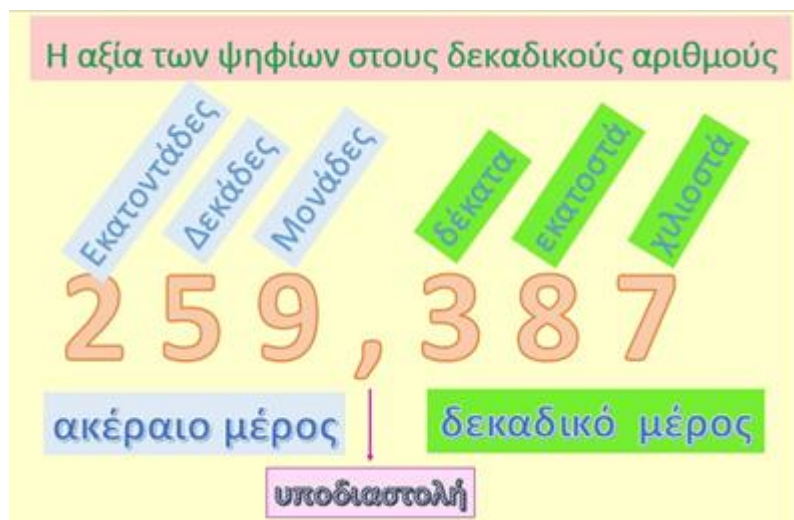 Η αξία των ψηφίων στους δεκαδικούς αριθμούς
Εκατοντάδες Δεκάδες Μονάδες δέκατα εκατοστά χιλιοστά
259,387
ακέραιο μέρος δεκαδικό μέρος
υποδιαστολή